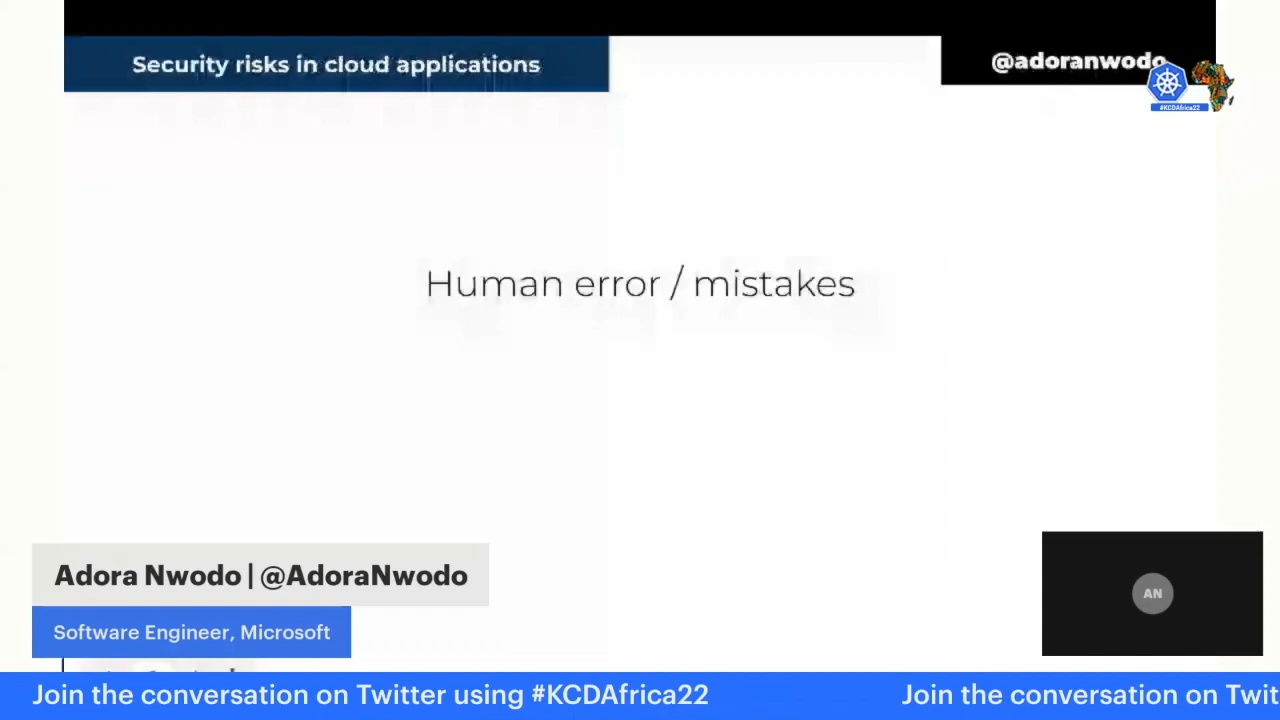 Security risks in cloud applications
@adoranwodo
#KCDAfrica22
Human error / mistakes
Adora Nwodo | @AdoraNwodo
Software Engineer, Microsoft
AN
Join the conversation on Twitter using #KCDAfrica22
Join the conversation on Twit